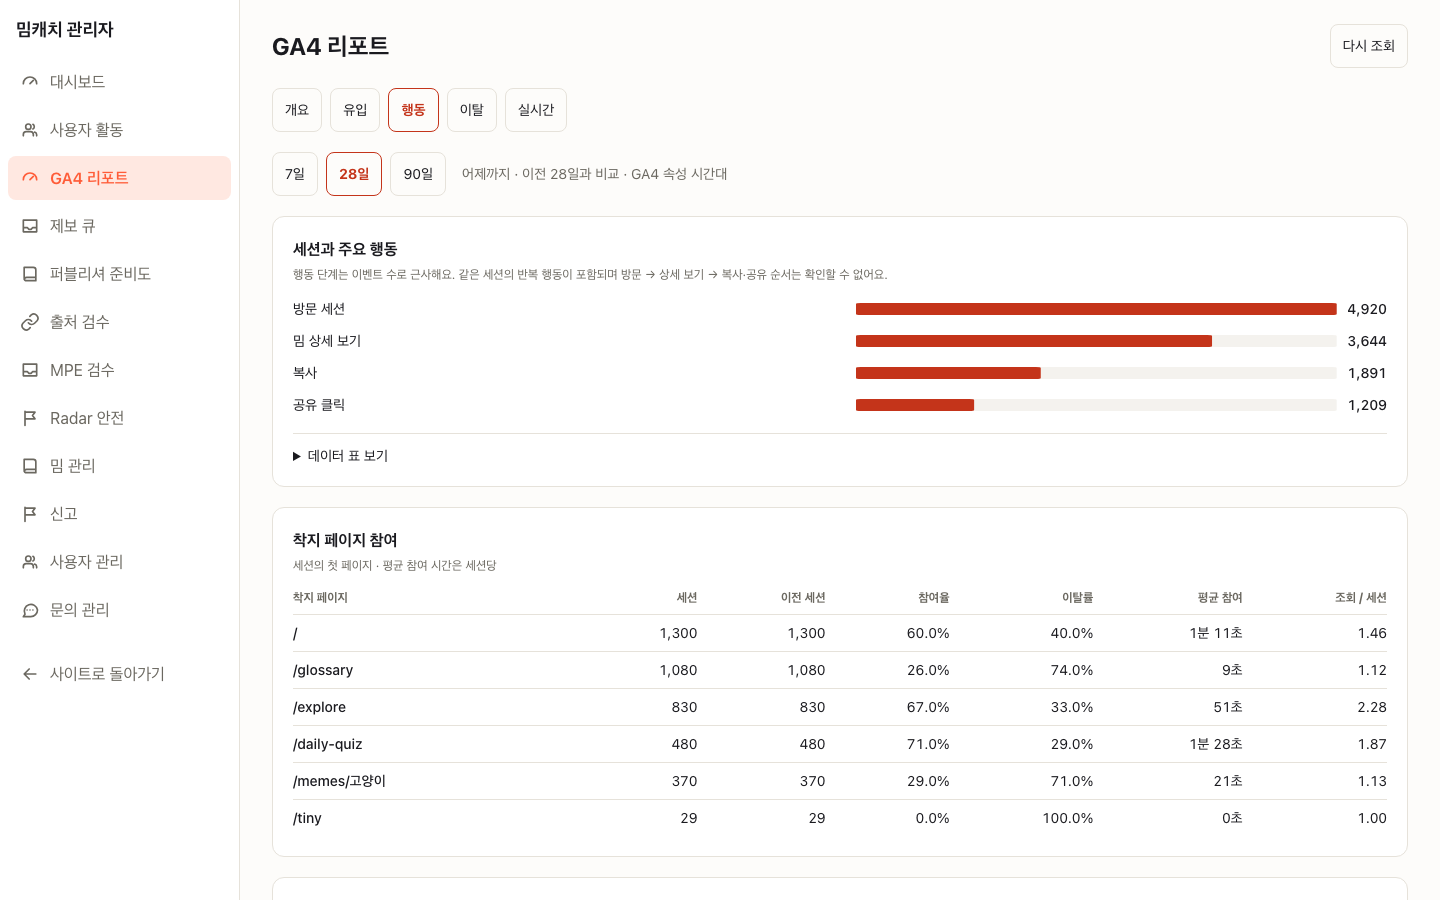 밈캐치 관리자
대시보드
사용자 활동
GA4 리포트
제보 큐
퍼블리셔 준비도
출처 검수
MPE 검수
Radar 안전
밈 관리
신고
사용자 관리
문의 관리
사이트로 돌아가기
GA4 리포트
다시 조회
개요 유입 행동 이탈 실시간
7일 28일 90일 어제까지 · 이전 28일과 비교 · GA4 속성 시간대
세션과 주요 행동
행동 단계는 이벤트 수로 근사해요. 같은 세션의 반복 행동이 포함되며 방문 → 상세 보기 → 복사·공유 순서는 확인할 수 없어요.
방문 세션 4,920
밈 상세 보기 3,644
복사 1,891
공유 클릭 1,209
▶ 데이터 표 보기
착지 페이지 참여
세션의 첫 페이지 · 평균 참여 시간은 세션당
착지 페이지 세션 이전 세션 참여율 이탈률 평균 참여 조회 / 세션
/ 1,300 1,300 60.0% 40.0% 1분 11초 1.46
/glossary 1,080 1,080 26.0% 74.0% 9초 1.12
/explore 830 830 67.0% 33.0% 51초 2.28
/daily-quiz 480 480 71.0% 29.0% 1분 28초 1.87
/memes/고양이 370 370 29.0% 71.0% 21초 1.13
/tiny 29 29 0.0% 100.0% 0초 1.00